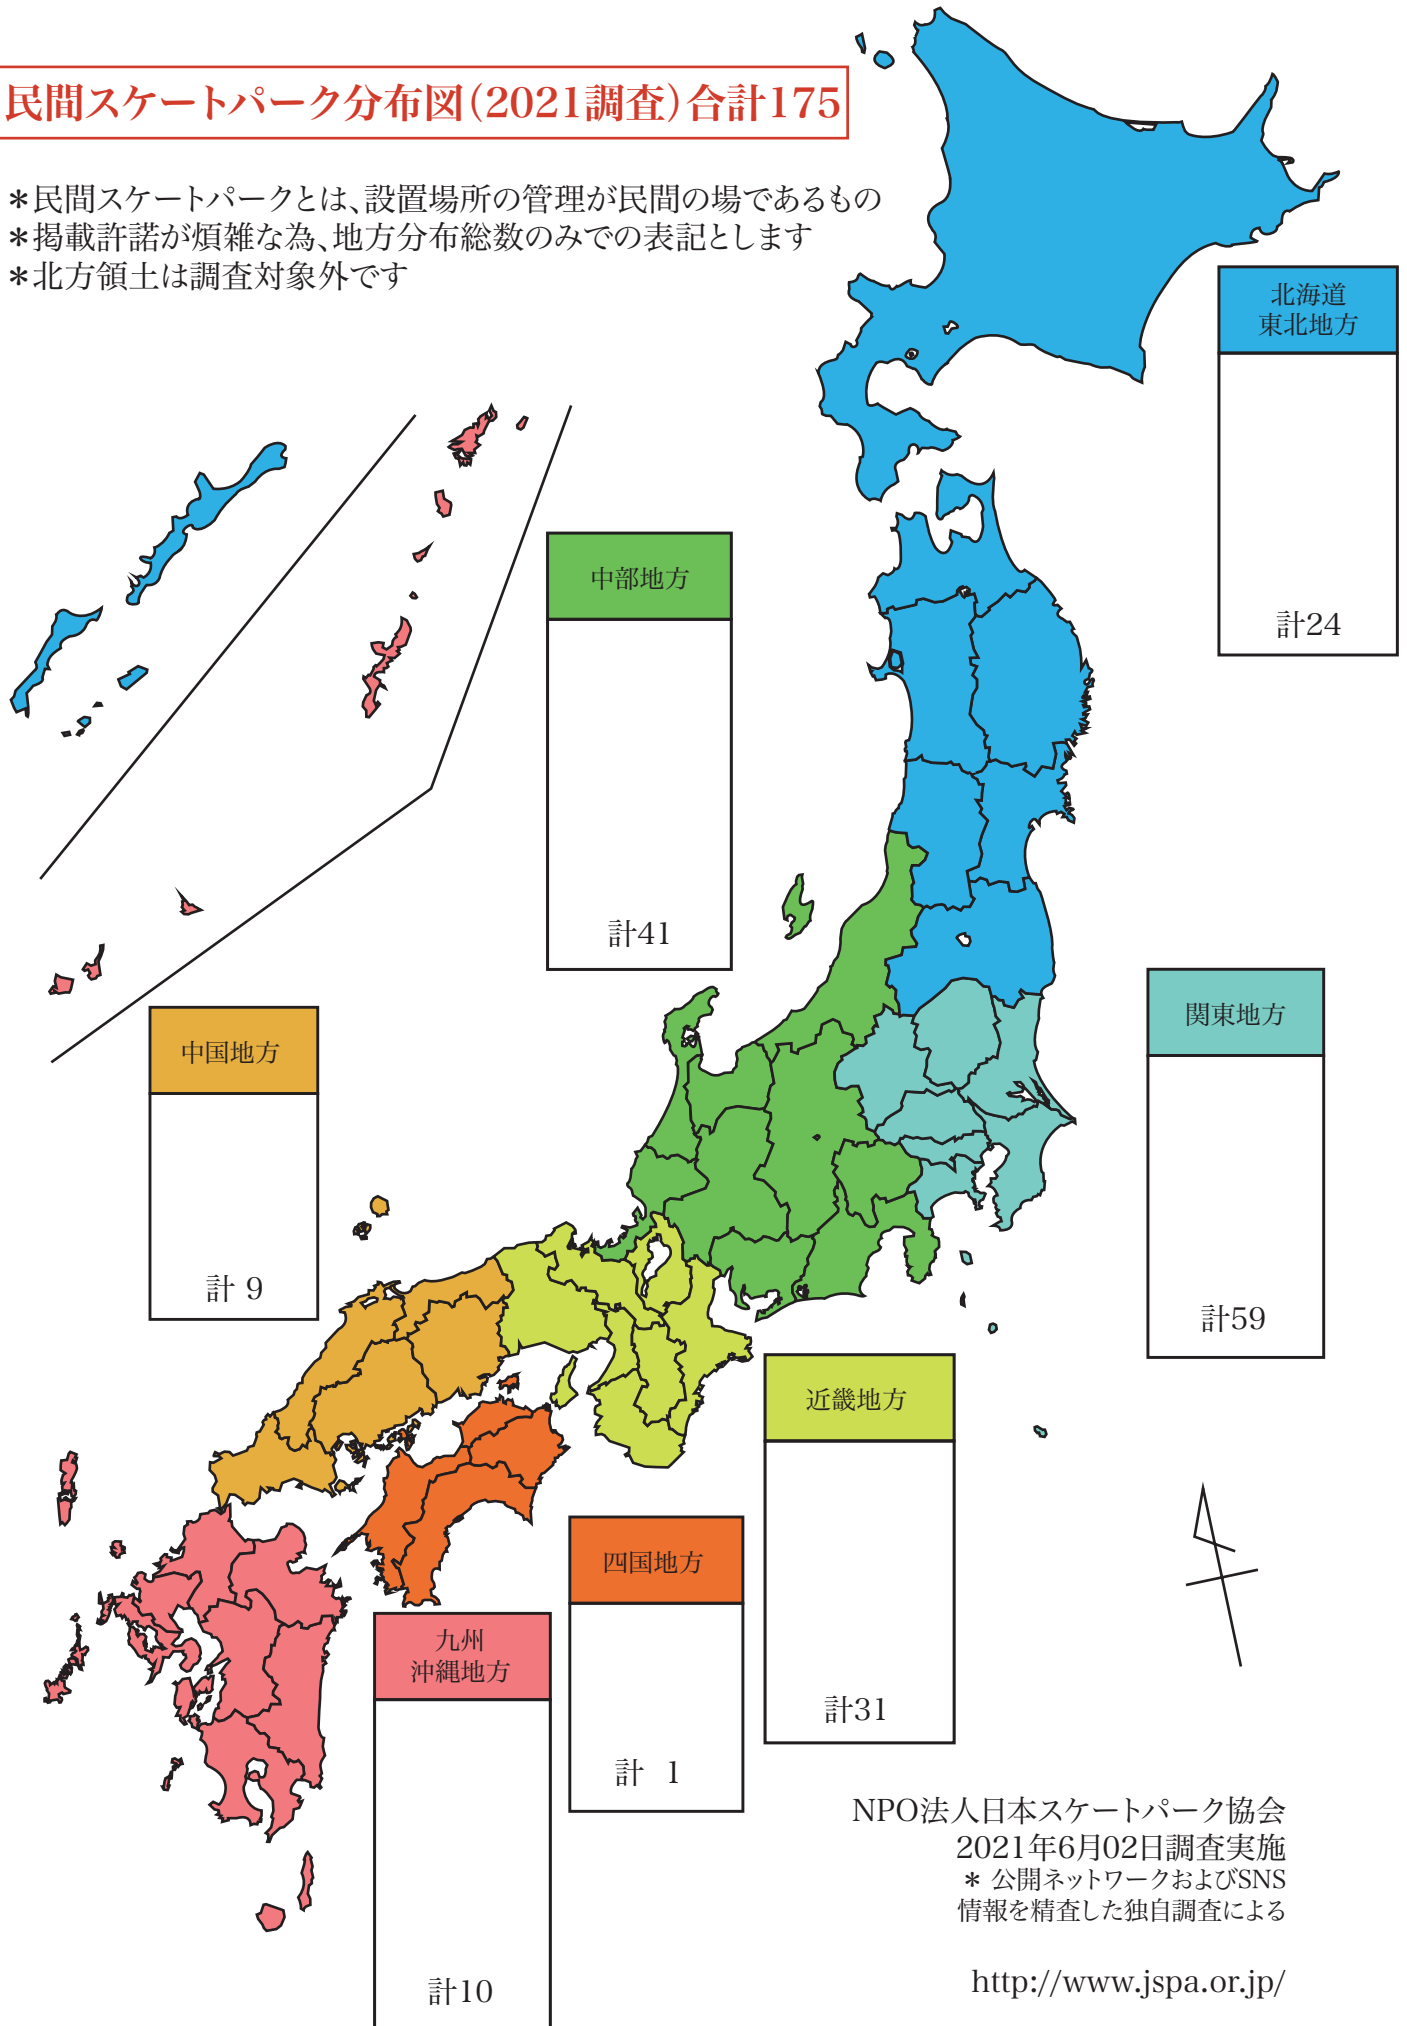 民間スケートパーク分布図(2021調査)合計175
＊民間スケートパークとは、設置場所の管理が民間の場であるもの
＊掲載許諾が煩雑な為、地方分布総数のみでの表記とします
＊北方領土は調査対象外です
北海道
東北地方
計24
中部地方
計41
関東地方
計59
中国地方
計 9
近畿地方
計31
四国地方
計 1
九州
沖縄地方
計10
NPO法人日本スケートパーク協会
2021年6月02日調査実施
＊ 公開ネットワークおよびSNS
情報を精査した独自調査による
http://www.jspa.or.jp/